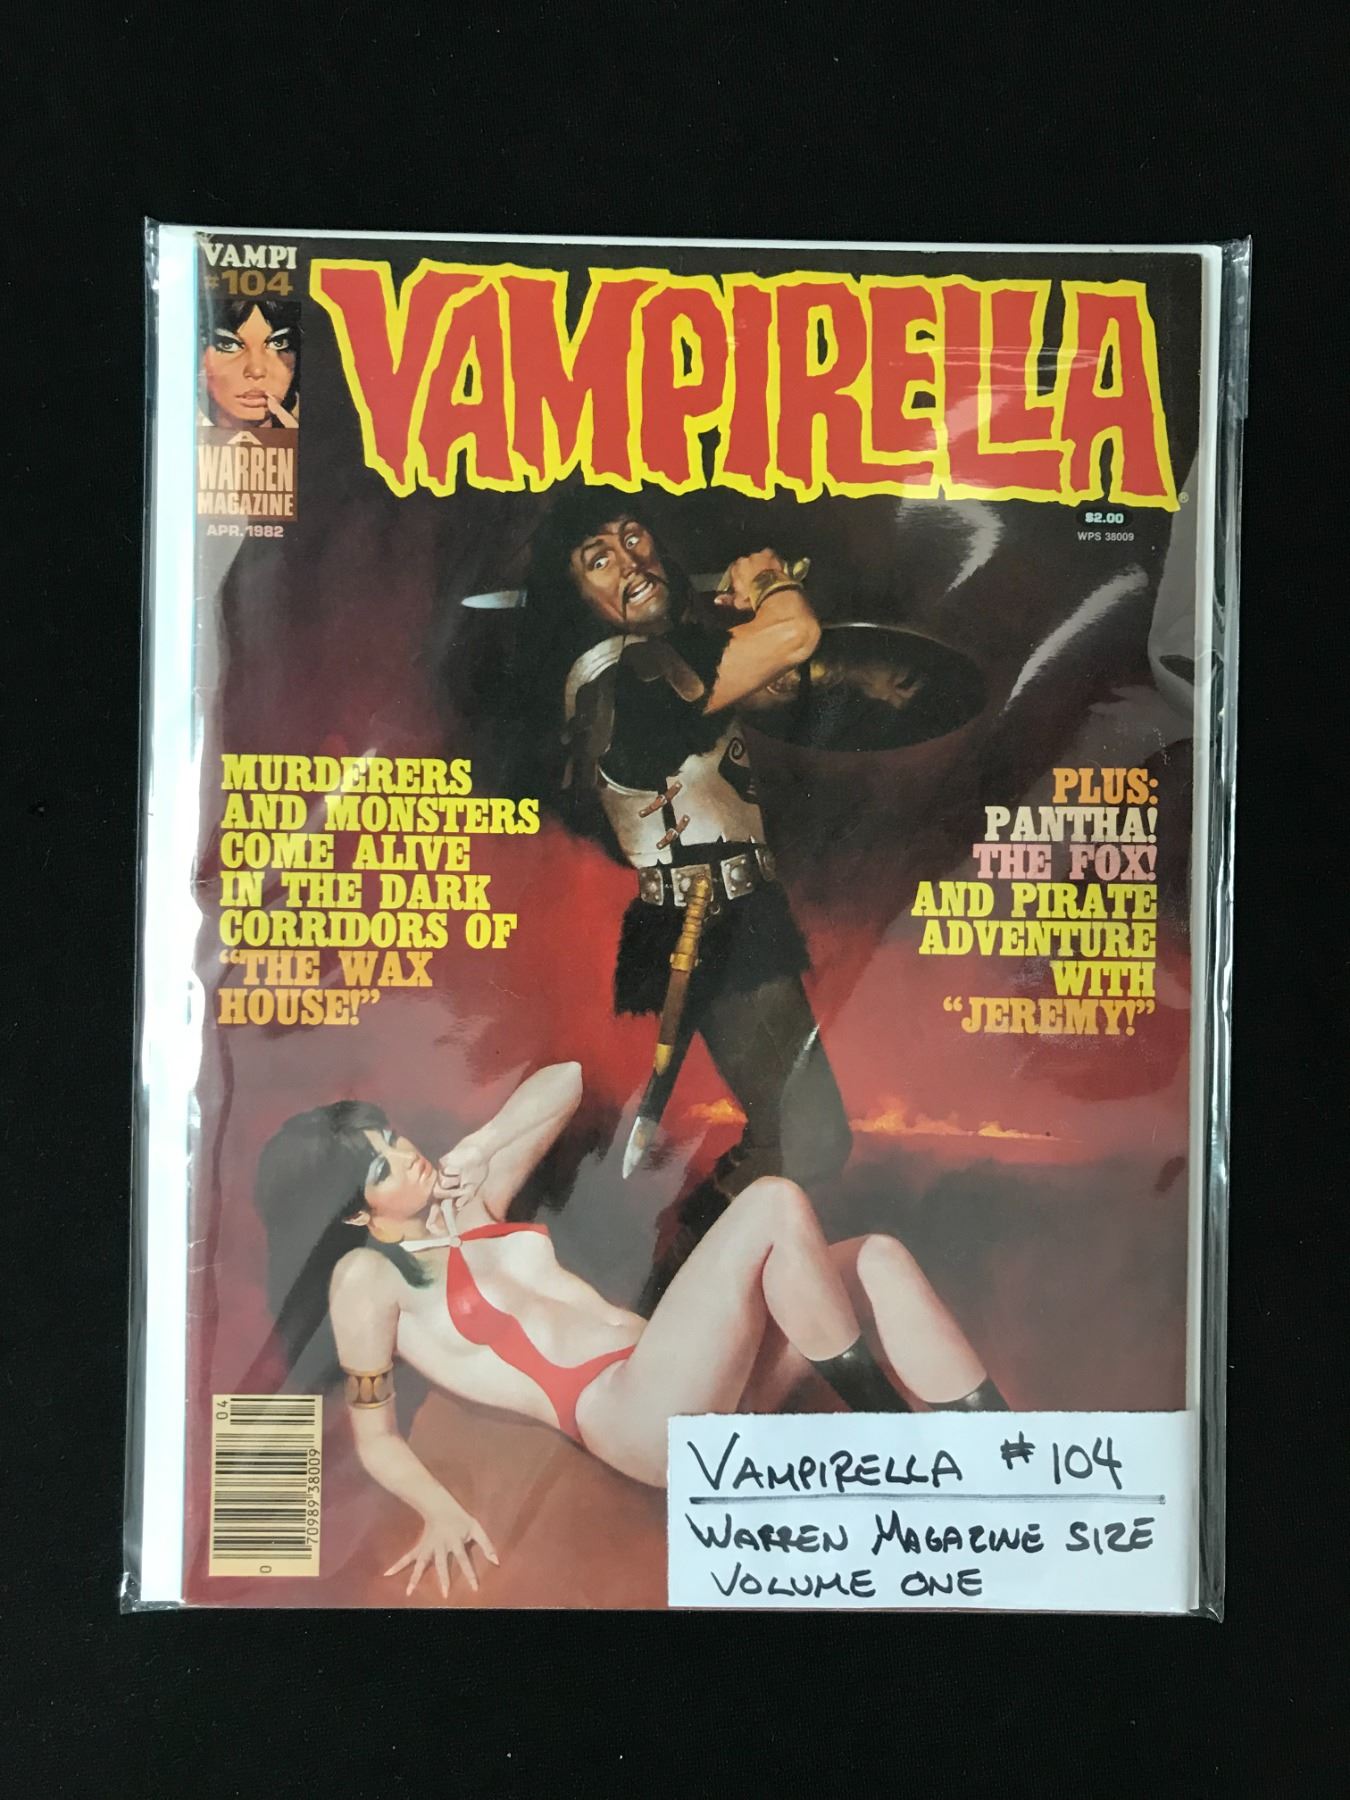 VAMPI
#104
VAMPIRELLA
A
WARREN
MAGAZINE
APR. 1982
®
$2.00
WPS 38009
MURDERERS
AND MONSTERS
COME ALIVE
IN THE DARK
CORRIDORS OF
“THE WAX
HOUSE!”
PLUS:
PANTHA!
THE FOX!
AND PIRATE
ADVENTURE
WITH
“JEREMY!”
04
0 70989 38009
VAMPIRELLA #104
WARREN MAGAZINE SIZE
VOLUME ONE